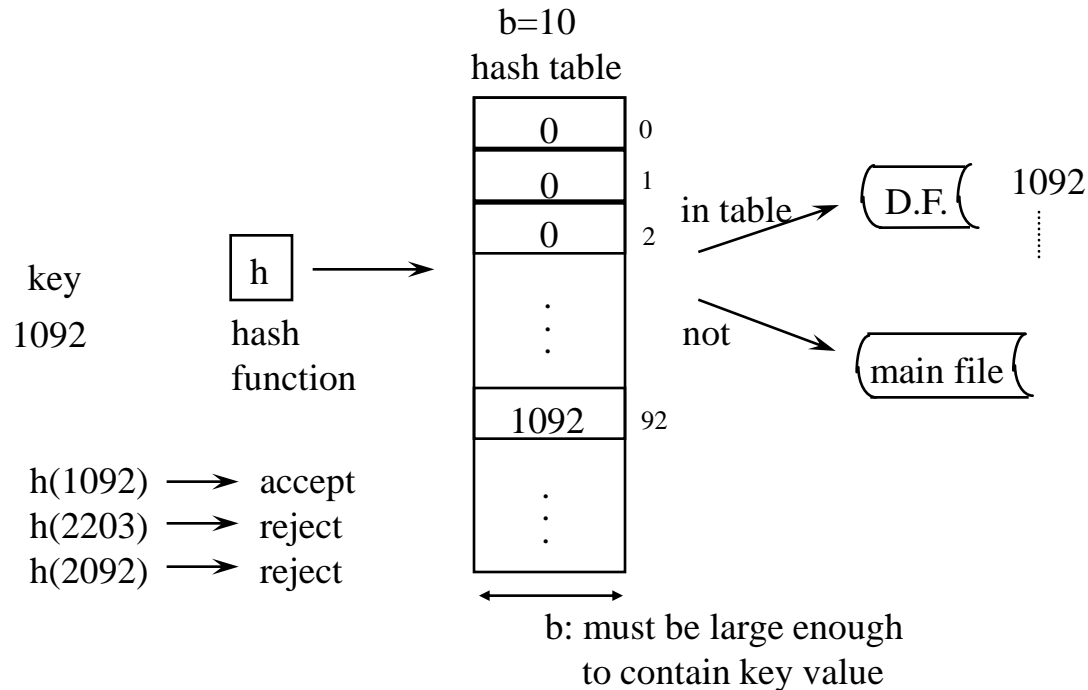 b=10
hash table
0 0
0 1
0 2
in table
D.F.
1092
key
1092
h
hash
function
not
main file
1092 92
h(1092) accept
h(2203) reject
h(2092) reject
b: must be large enough
to contain key value